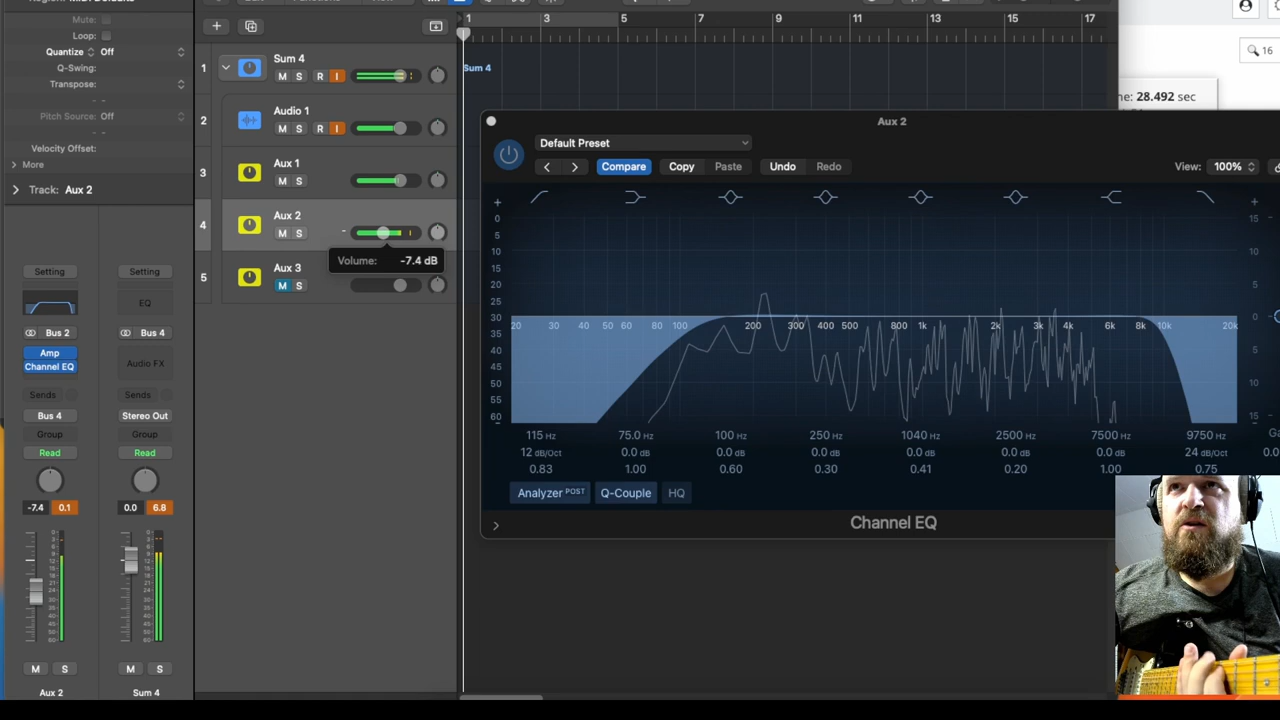 Mute:
Loop:
Quantize Off
Q-Swing:
Transpose:
Pitch Source: Off
Velocity Offset:
More
Track: Aux 2
Setting Setting
EQ
Bus 2 Bus 4
Amp
Channel EQ
Audio FX
Sends Sends
Bus 4 Stereo Out
Group Group
Read Read
-7.4 0.1 0.0 6.8
M S M S
Aux 2 Sum 4
1 3 5 7 9 11 13 15 17
1 Sum 4
M S R I
Sum 4
2 Audio 1
M S R I
3 Aux 1
M S
4 Aux 2
M S
Volume: -7.4 dB
5 Aux 3
M S
16
ne: 28.492 sec
Aux 2
Default Preset
Compare Copy Paste Undo Redo View: 100%
+ +
0 15
5
10 10
15
20 5
25
30 0
20 30 40 50 60 80 100 200 300 400 500 1k 2k 3k 4k 6k 8k 10k 20k
35
40 5
45
50 10
55
60 15
115 Hz 75.0 Hz 100 Hz 250 Hz 1040 Hz 2500 Hz 7500 Hz 9750 Hz
12 dB/Oct 0.0 dB 0.0 dB 0.0 dB 0.0 dB 0.0 dB 0.0 dB 24 dB/Oct
0.83 1.00 0.60 0.30 0.41 0.20 1.00 0.75
Analyzer POST Q-Couple HQ
Channel EQ